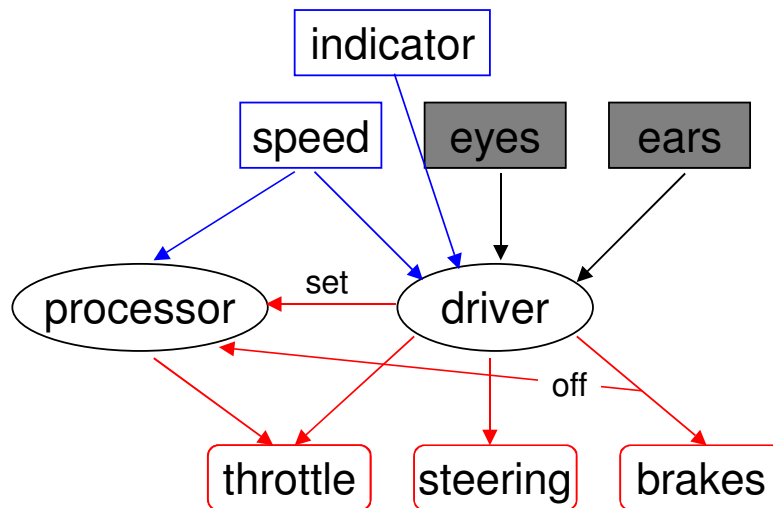 indicator
speed
eyes
ears
set
processor
driver
off
throttle
steering
brakes